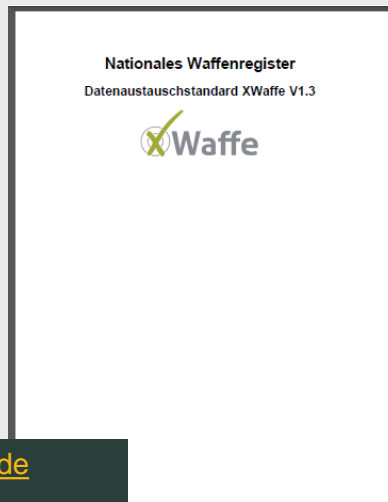 Nationales Waffenregister
Datenaustauschstandard XWaffe V1.3
XWaffe
de